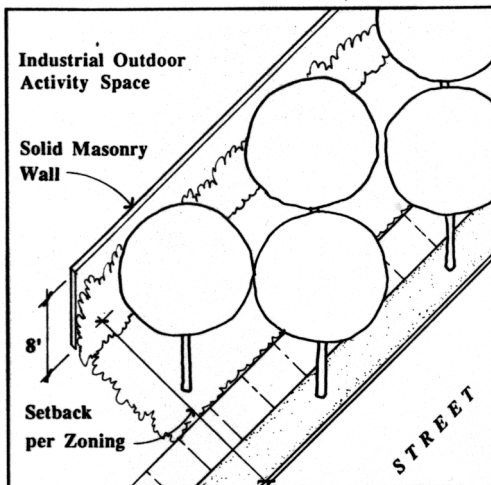 Industrial Outdoor
Activity Space
Solid Masonry
Wall
8'
Setback
per Zoning
STREET